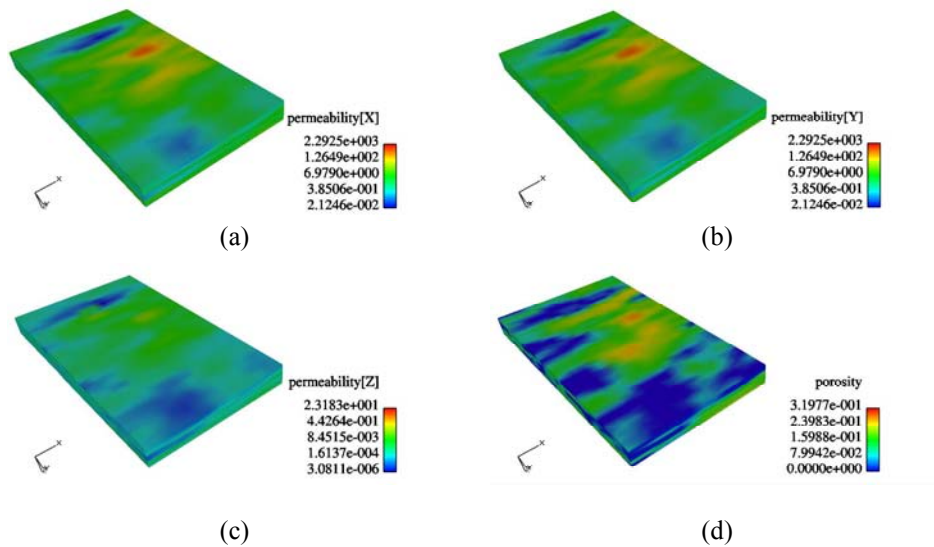 permeability[X]
2.2925e+003
1.2649e+002
6.9790e+000
3.8506e-001
2.1246e-002
x
(a)
permeability[Y]
2.2925e+003
1.2649e+002
6.9790e+000
3.8506e-001
2.1246e-002
x
(b)
permeability[Z]
2.3183e+001
4.4264e-001
8.4515e-003
1.6137e-004
3.0811e-006
x
(c)
porosity
3.1977e-001
2.3983e-001
1.5988e-001
7.9942e-002
0.0000e+000
x
(d)